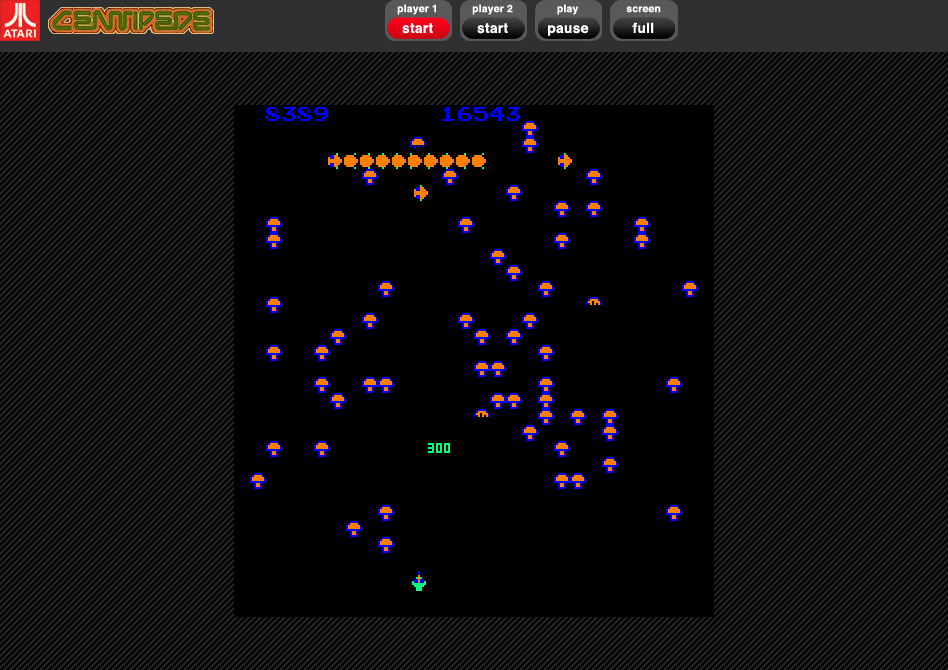 ATARI
CENTIPEDE
player 1
start
player 2
start
play
pause
screen
full
8389
16543
300